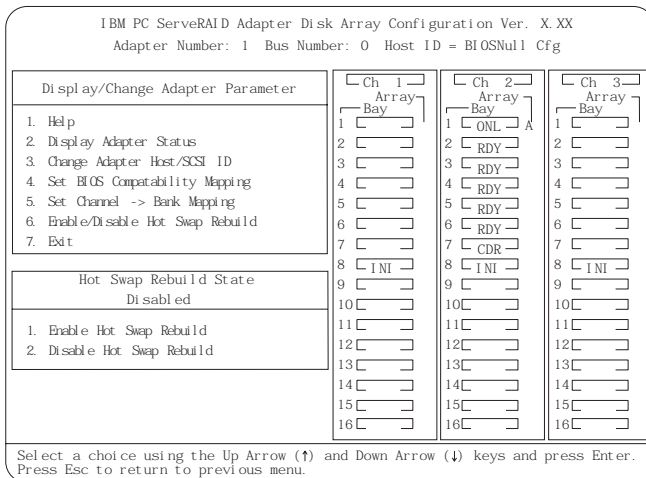 IBM PC ServeRAID Adapter Disk Array Configuration Ver. X.XX
Adapter Number: 1 Bus Number: 0 Host ID = BIOSNull Cfg
Display/Change Adapter Parameter
1. Help
2. Display Adapter Status
3. Change Adapter Host/SCSI ID
4. Set BIOS Compatability Mapping
5. Set Channel -> Bank Mapping
6. Enable/Disable Hot Swap Rebuild
7. Exit
Hot Swap Rebuild State
Disabled
1. Enable Hot Swap Rebuild
2. Disable Hot Swap Rebuild
Ch 1
Array
Bay
1
2
3
4
5
6
7
8 INI
9
10
11
12
13
14
15
16
Ch 2
Array
Bay
1 ONL A
2 RDY
3 RDY
4 RDY
5 RDY
6 RDY
7 CDR
8 INI
9
10
11
12
13
14
15
16
Ch 3
Array
Bay
1
2
3
4
5
6
7
8 INI
9
10
11
12
13
14
15
16
Select a choice using the Up Arrow (↑) and Down Arrow (↓) keys and press Enter.
Press Esc to return to previous menu.